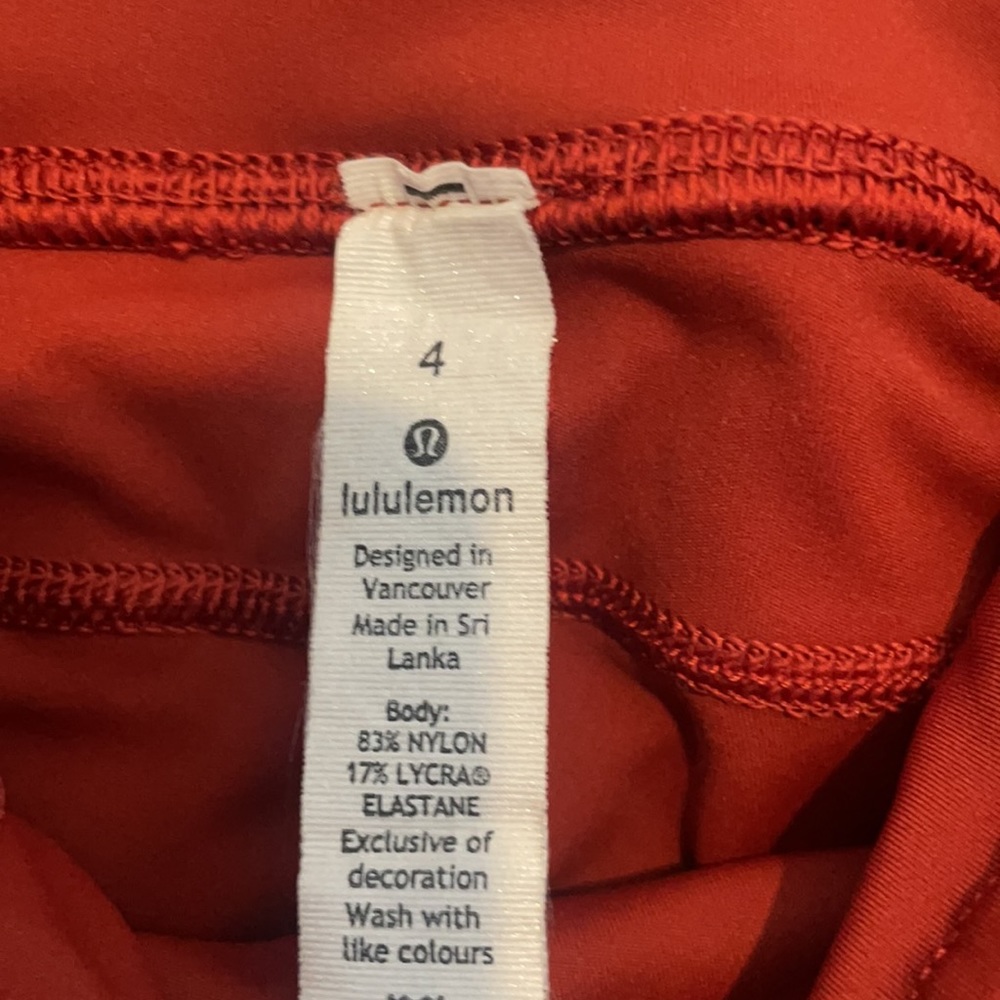 4
lululemon
Designed in
Vancouver
Made in Sri
Lanka
Body:
83% NYLON
17% LYCRA®
ELASTANE
Exclusive of
decoration
Wash with
like colours